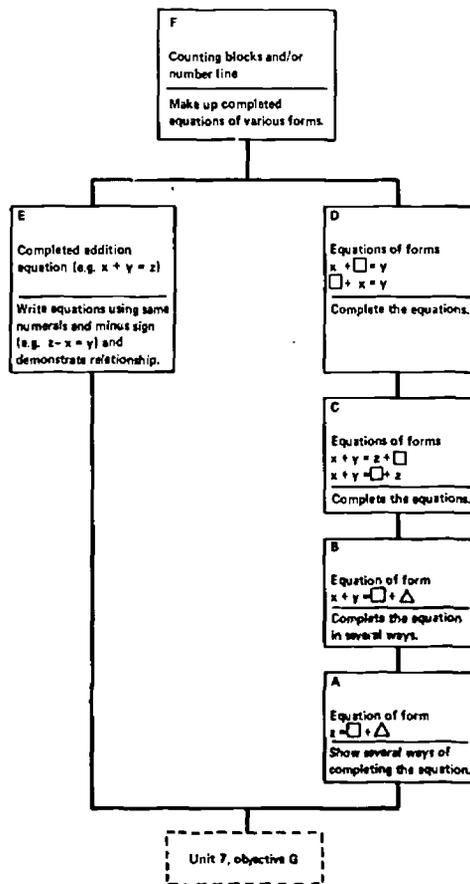 F
Counting blocks and/or
number line
Make up completed
equations of various forms.
E
Completed addition
equation (e.g. x + y = z)
Write equations using same
numerals and minus sign
(e.g. z- x = y) and
demonstrate relationship.
D
Equations of forms
x + □ = y
□ + x = y
Complete the equations.
C
Equations of forms
x + y = z + □
x + y = □ + z
Complete the equations.
B
Equation of form
x + y = □ + △
Complete the equation
in several ways.
A
Equation of form
z = □ + △
Show several ways of
completing the equation.
Unit 7, objective G